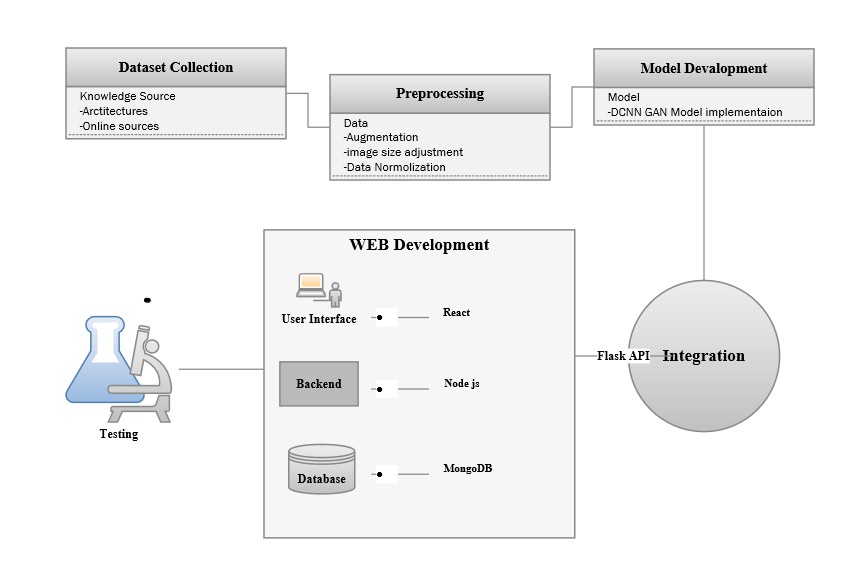 Dataset Collection
Knowledge Source
-Arctitectures
-Online sources
Preprocessing
Data
-Augmentation
-image size adjustment
-Data Normolization
Model Devalopment
Model
-DCNN GAN Model implementaion
WEB Development
User Interface
React
Backend
Node js
Database
MongoDB
Flask API
Integration
Testing